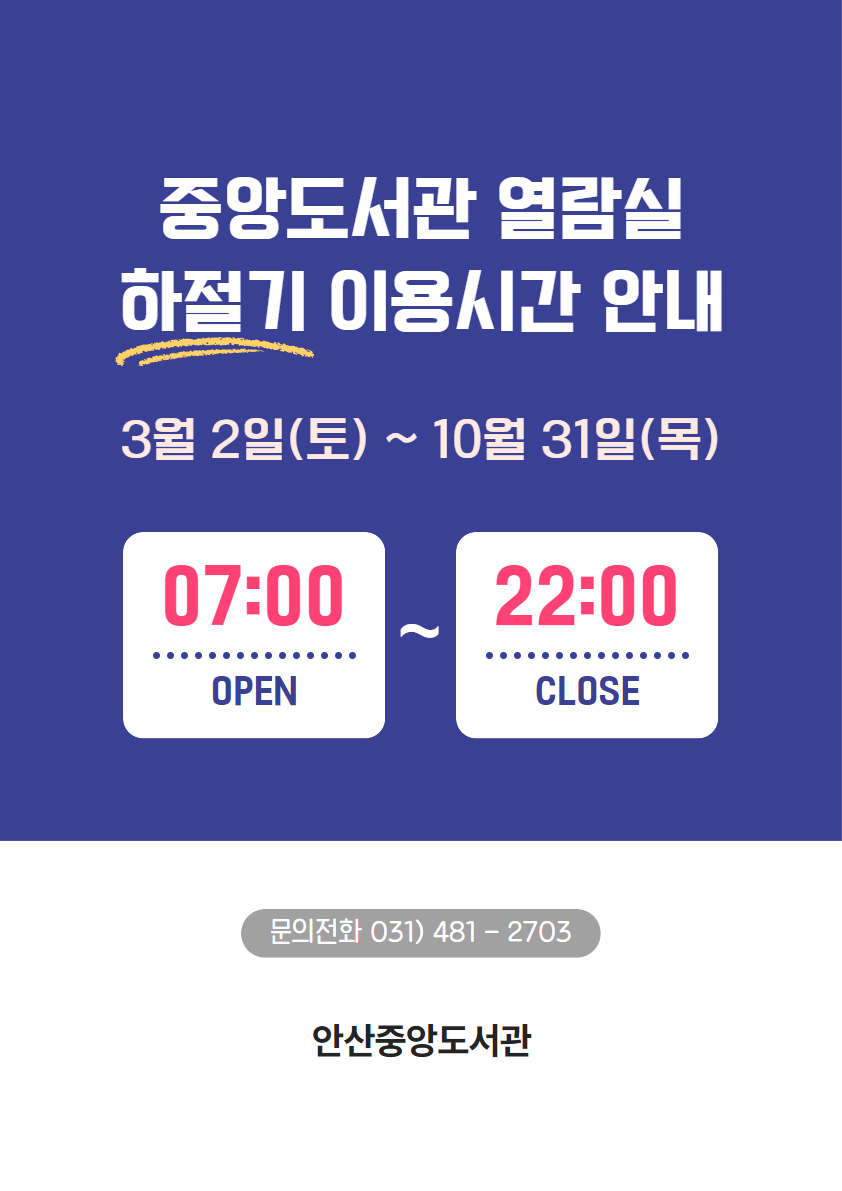 중앙도서관 열람실
하절기 이용시간 안내
3월 2일(토) ~ 10월 31일(목)
07:00 ~ 22:00
OPEN CLOSE
문의전화 031) 481 - 2703
안산중앙도서관